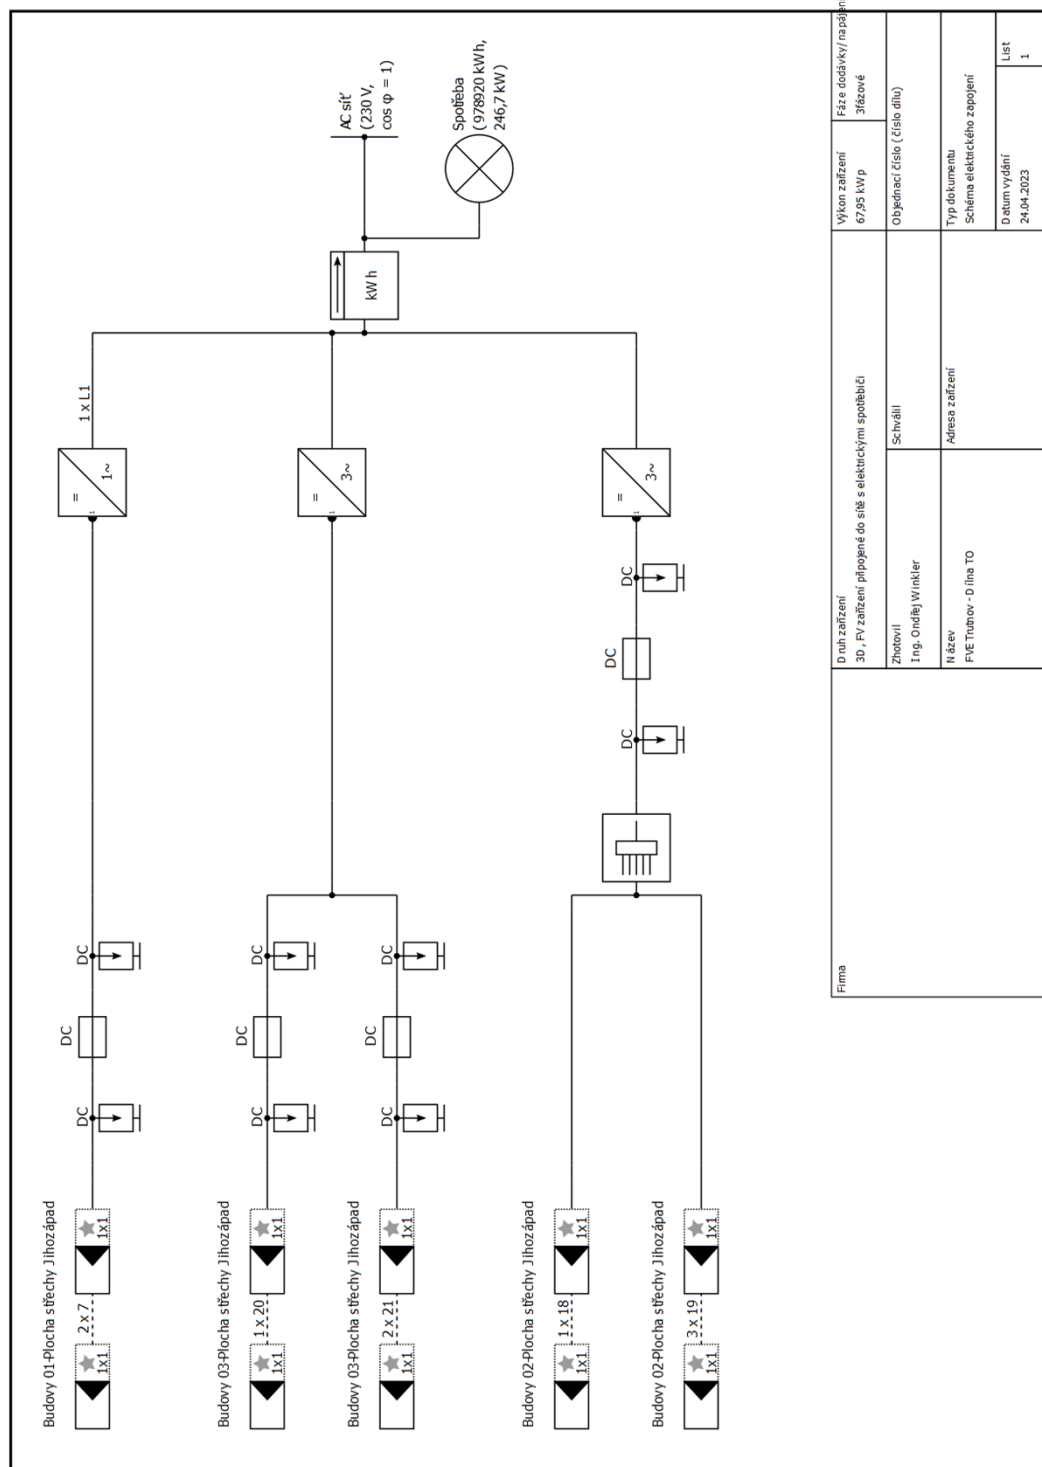 AC síť
(230 V,
cos φ = 1)
Spotřeba
(978920 kWh,
246,7 kW)
kWh
1 x L1
=
1~
1
=
3~
1
=
3~
1
DC
DC
DC
DC
DC
DC
DC
DC
DC
DC
DC
DC
Budovy 01-Plocha střechy Jihozápad
1x1
2 x 7
1x1
Budovy 03-Plocha střechy Jihozápad
1x1
1 x 20
1x1
Budovy 03-Plocha střechy Jihozápad
1x1
2 x 21
1x1
Budovy 02-Plocha střechy Jihozápad
1x1
1 x 18
1x1
Budovy 02-Plocha střechy Jihozápad
1x1
3 x 19
1x1
Firma
Druh zařízení
3D, FV zařízení připojené do sítě s elektrickými spotřebiči
Výkon zařízení
67,95 kWp
Fáze dodávky/napájení
3fázové
Zhotovil
Ing. Ondřej Winkler
Schválil
Objednací číslo (číslo dílu)
Název
FVE Trutnov - Dílna TO
Adresa zařízení
Typ dokumentu
Schéma elektrického zapojení
Datum vydání
24.04.2023
List
1